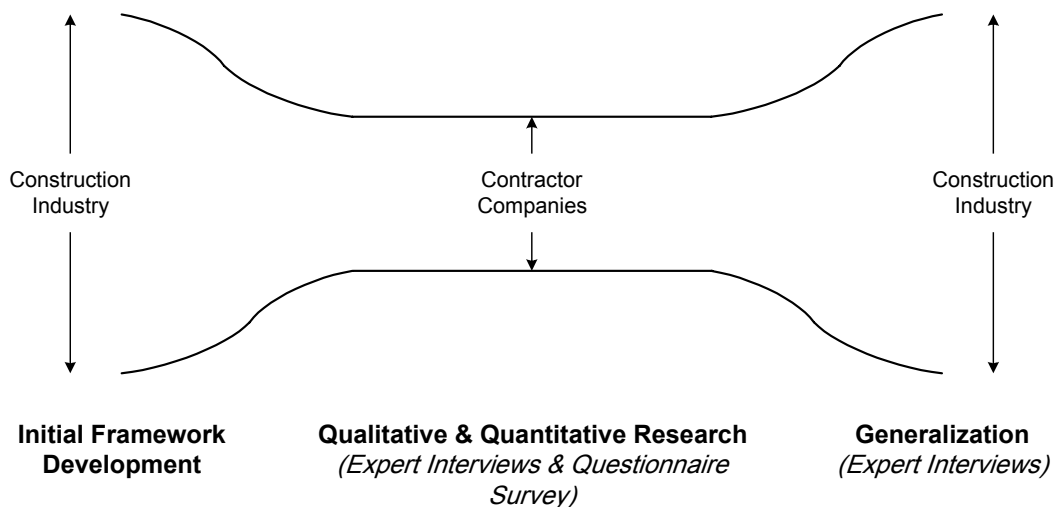 Construction
Industry
Contractor
Companies
Construction
Industry
Initial Framework
Development
Qualitative & Quantitative Research
(Expert Interviews & Questionnaire
Survey)
Generalization
(Expert Interviews)